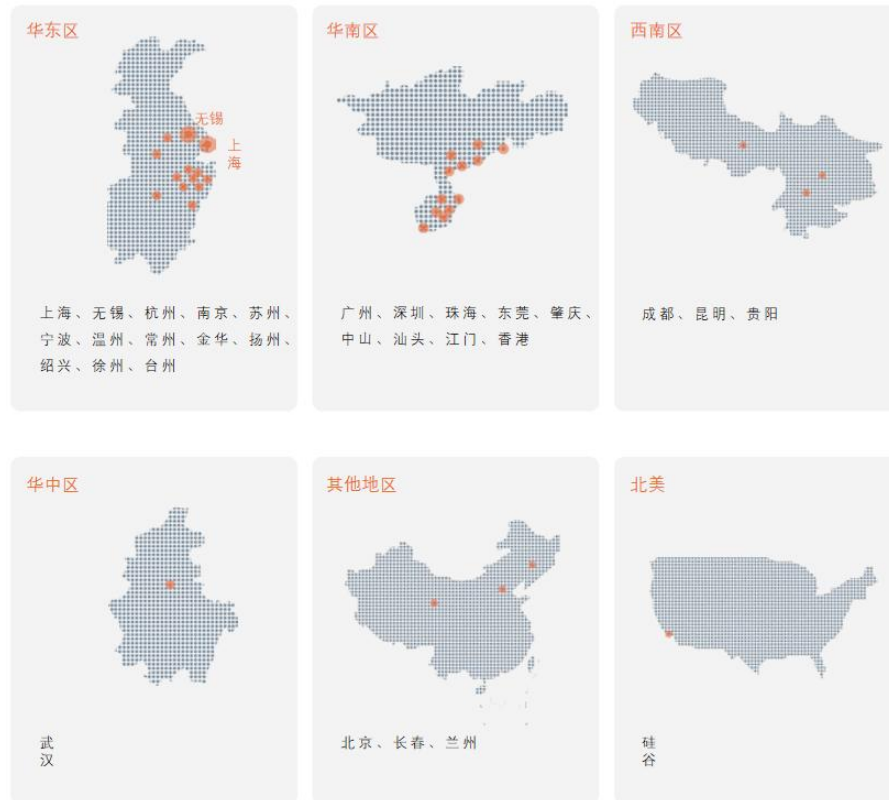 华东区
无锡
上
海
上海、无锡、杭州、南京、苏州、
宁波、温州、常州、金华、扬州、
绍兴、徐州、台州
华南区
广州、深圳、珠海、东莞、肇庆、
中山、汕头、江门、香港
西南区
成都、昆明、贵阳
华中区
武
汉
其他地区
北京、长春、兰州
北美
硅
谷